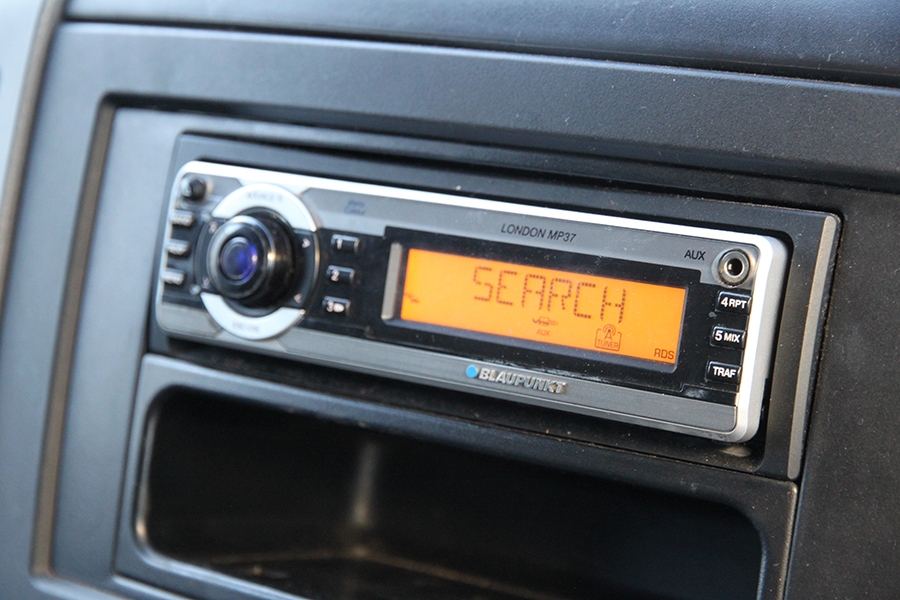 LONDON MP37
AUX
SEARCH
AUX
A
TUNER
RDS
1
2
3
4 RPT
5 MIX
TRAF
BLAUPUNKT